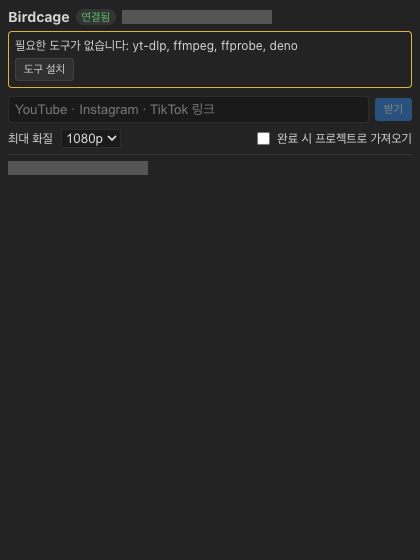 Birdcage 연결됨
필요한 도구가 없습니다: yt-dlp, ffmpeg, ffprobe, deno
도구 설치
YouTube · Instagram · TikTok 링크 받기
최대 화질 1080p 완료 시 프로젝트로 가져오기